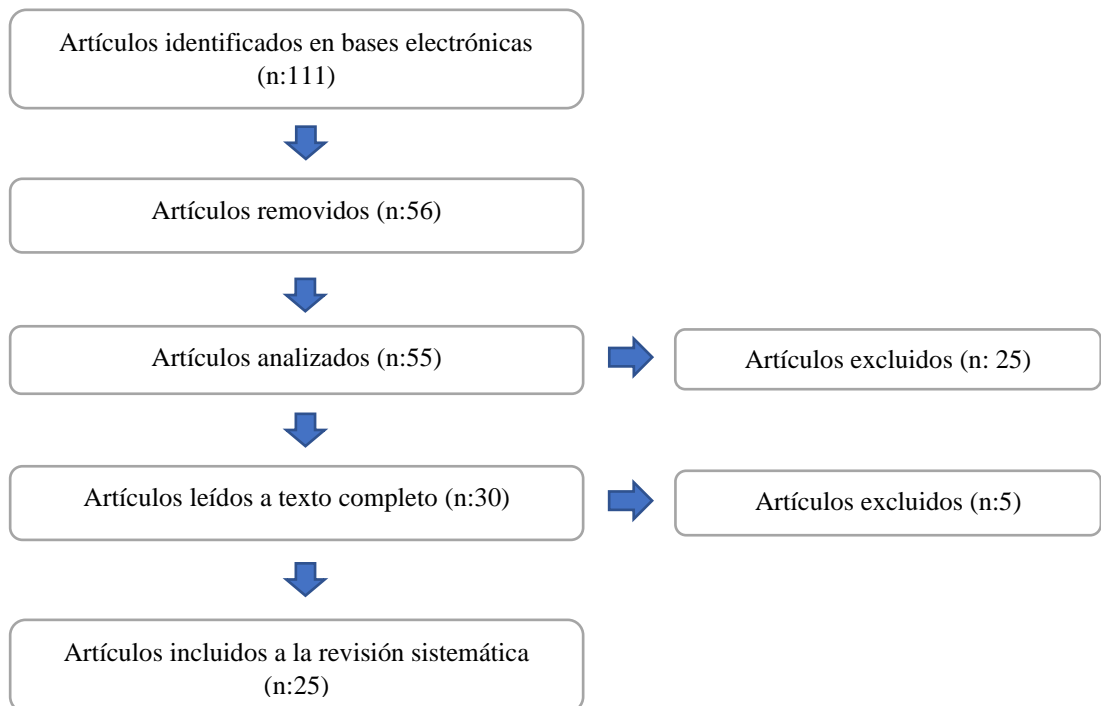 Artículos identificados en bases electrónicas
(n:111)
Artículos removidos (n:56)
Artículos analizados (n:55)
Artículos excluidos (n: 25)
Artículos leídos a texto completo (n:30)
Artículos excluidos (n:5)
Artículos incluidos a la revisión sistemática
(n:25)